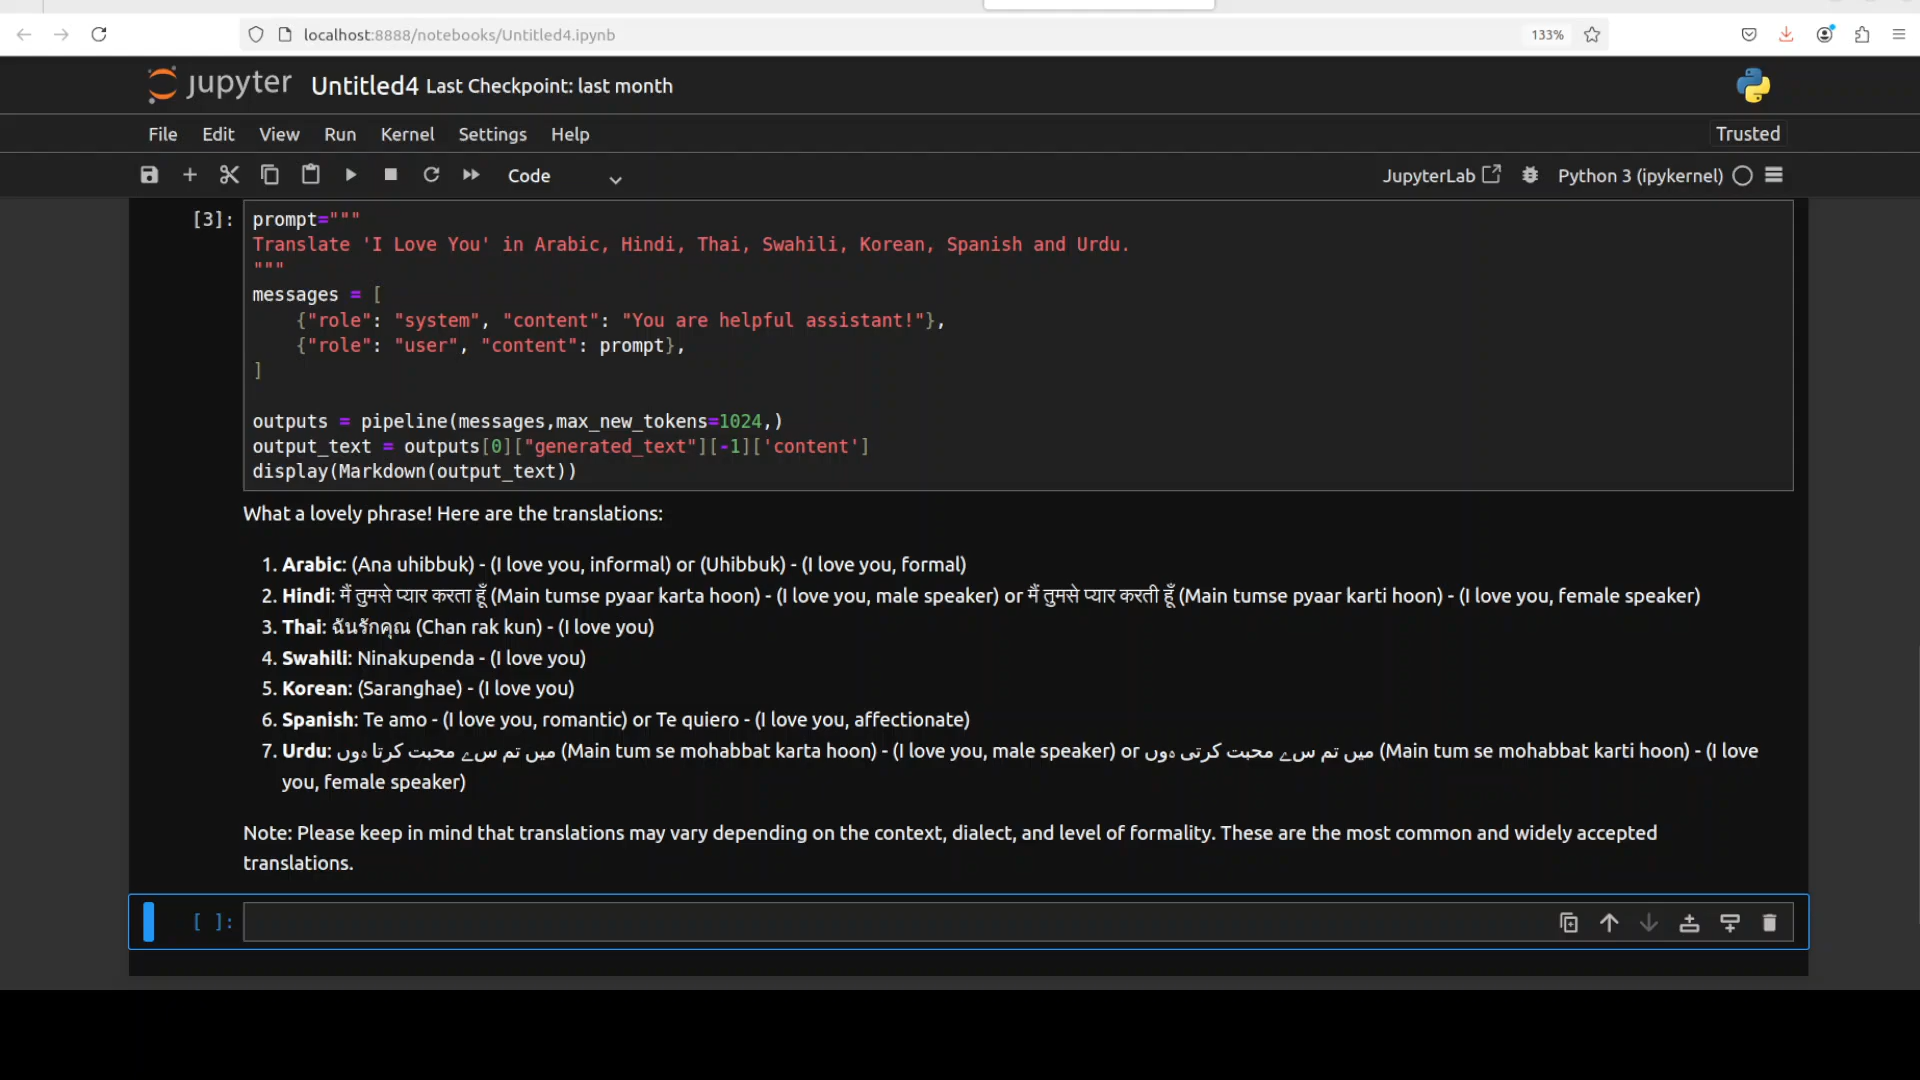 localhost:8888/notebooks/Untitled4.ipynb
133%
jupyter Untitled4 Last Checkpoint: last month
File Edit View Run Kernel Settings Help
Trusted
Code
JupyterLab
Python 3 (ipykernel)
[3]:
prompt="""
Translate 'I Love You' in Arabic, Hindi, Thai, Swahili, Korean, Spanish and Urdu.
"""
messages = [
    {"role": "system", "content": "You are helpful assistant!"},
    {"role": "user", "content": prompt},
]
outputs = pipeline(messages,max_new_tokens=1024,)
output_text = outputs[0]["generated_text"][-1]['content']
display(Markdown(output_text))
What a lovely phrase! Here are the translations:
1. Arabic: (Ana uhibbuk) - (I love you, informal) or (Uhibbuk) - (I love you, formal)
2. Hindi: मैं तुमसे प्यार करता हूँ (Main tumse pyaar karta hoon) - (I love you, male speaker) or मैं तुमसे प्यार करती हूँ (Main tumse pyaar karti hoon) - (I love you, female speaker)
3. Thai: ฉันรักคุณ (Chan rak kun) - (I love you)
4. Swahili: Ninakupenda - (I love you)
5. Korean: (Saranghae) - (I love you)
6. Spanish: Te amo - (I love you, romantic) or Te quiero - (I love you, affectionate)
7. Urdu: میں تم سے محبت کرتا ہوں (Main tum se mohabbat karta hoon) - (I love you, male speaker) or میں تم سے محبت کرتی ہوں (Main tum se mohabbat karti hoon) - (I love
you, female speaker)
Note: Please keep in mind that translations may vary depending on the context, dialect, and level of formality. These are the most common and widely accepted
translations.
[ ]: